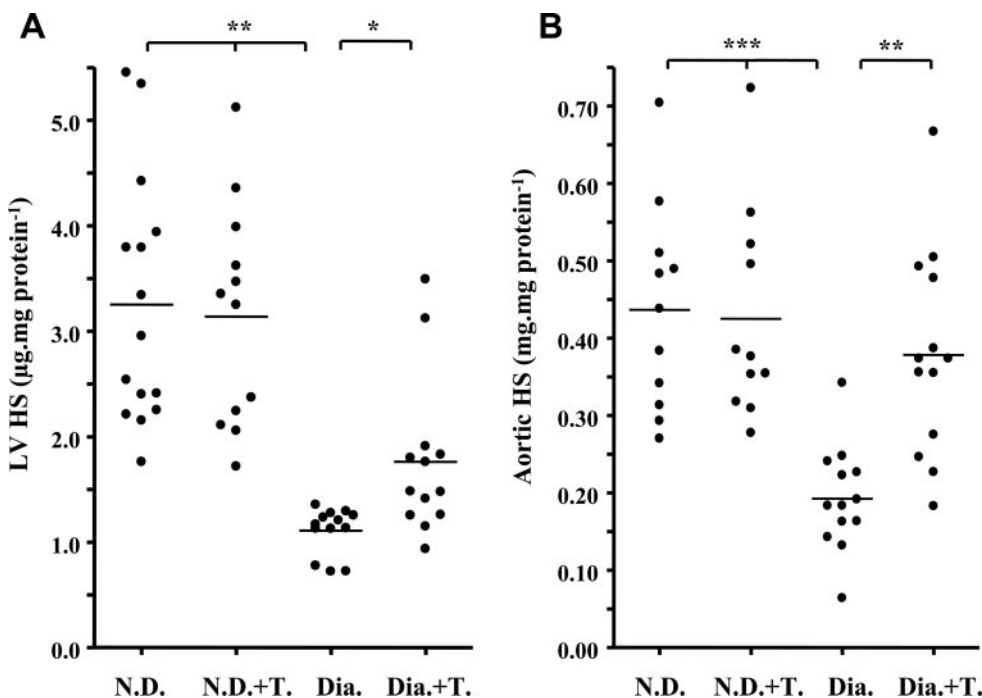 A
** *
LV HS (µg.mg protein⁻¹)
5.0
4.0
3.0
2.0
1.0
0.0
N.D. N.D.+T. Dia. Dia.+T.
B
*** **
Aortic HS (mg.mg protein⁻¹)
0.70
0.60
0.50
0.40
0.30
0.20
0.10
0.00
N.D. N.D.+T. Dia. Dia.+T.